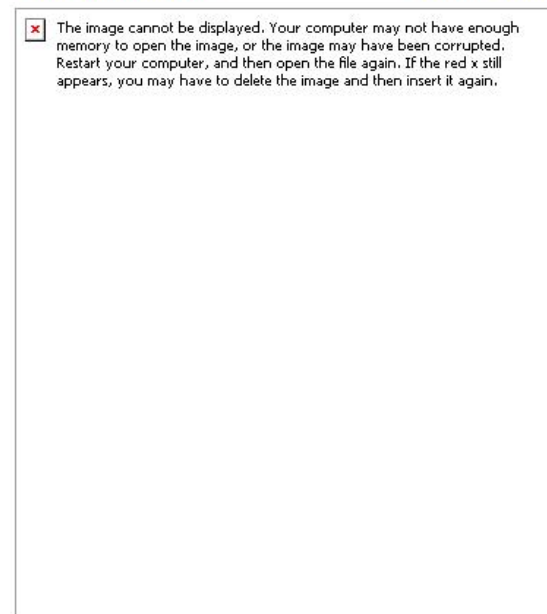 The image cannot be displayed. Your computer may not have enough
memory to open the image, or the image may have been corrupted.
Restart your computer, and then open the file again. If the red x still
appears, you may have to delete the image and then insert it again.